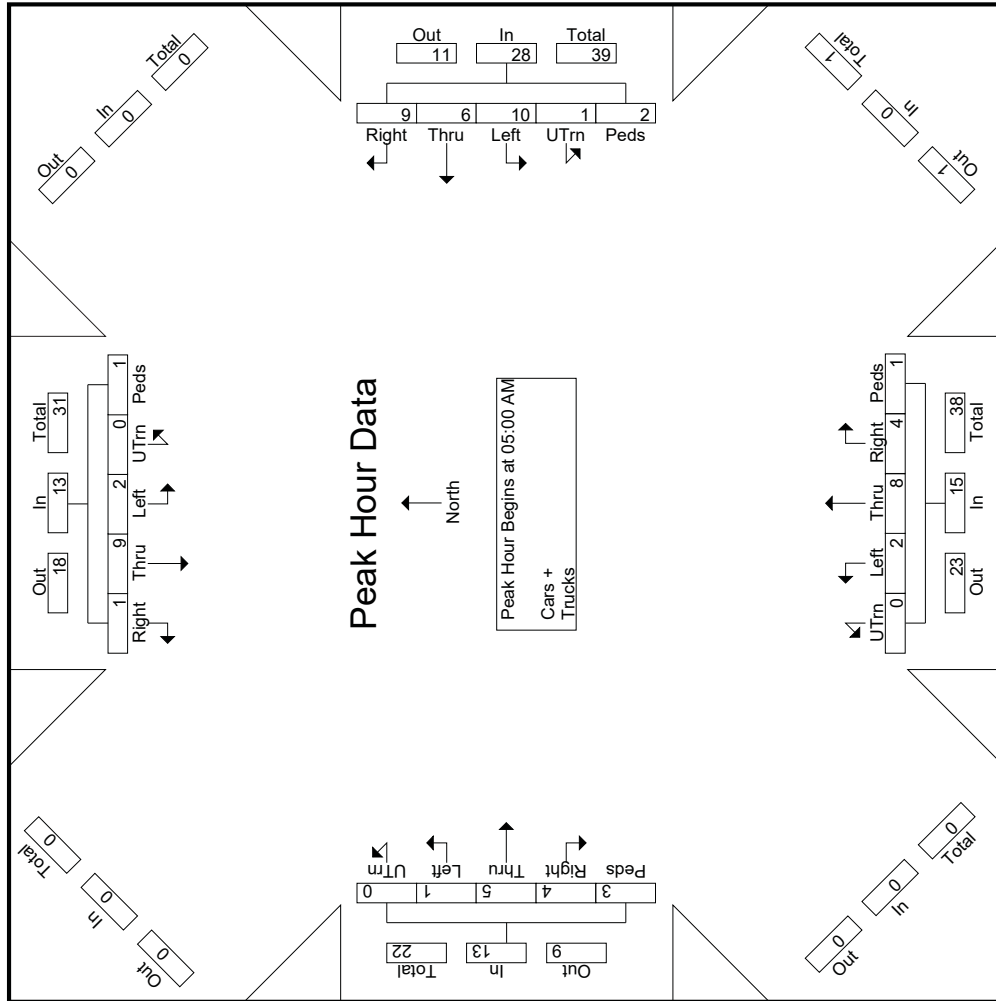 Out In Total
11 28 39
9 6 10 1 2
Right Thru Left UTrn Peds
Total
0
In
0
Out
0
Total
1
In
0
Out
1
Total
31
In
13
Out
18
1 0 2 9 1
Peds UTrn Left Thru Right
Peak Hour Data
North
Peak Hour Begins at 05:00 AM
Cars +
Trucks
Peds Right Thru Left UTrn
1 4 8 2 0
Total
38
In
15
Out
23
UTrn Left Thru Right Peds
0 1 5 4 3
22 13 9
Total In Out
Total
0
In
0
Out
0
Total
0
In
0
Out
0